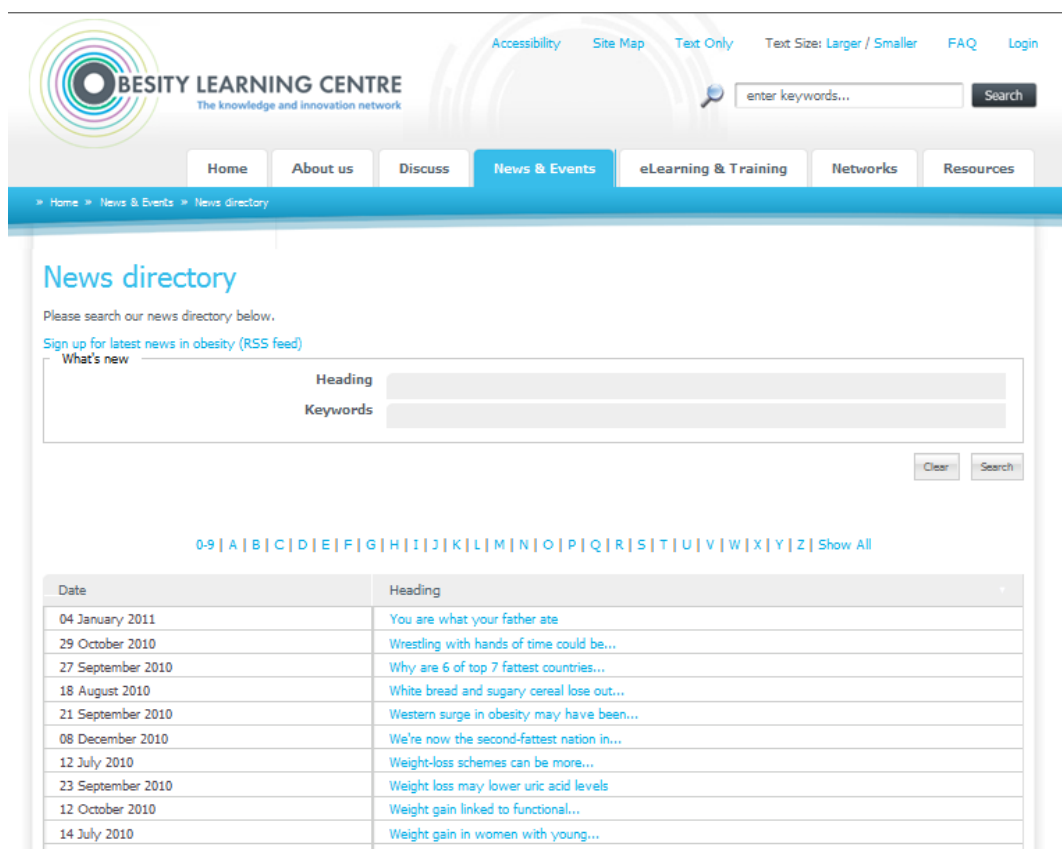 Accessibility Site Map Text Only Text Size: Larger / Smaller FAQ Login
OBESITY LEARNING CENTRE
The knowledge and innovation network
enter keywords... Search
Home About us Discuss News & Events eLearning & Training Networks Resources
» Home » News & Events » News directory
News directory
Please search our news directory below.
Sign up for latest news in obesity (RSS feed)
What's new
Heading
Keywords
Clear Search
0-9 | A | B | C | D | E | F | G | H | I | J | K | L | M | N | O | P | Q | R | S | T | U | V | W | X | Y | Z | Show All
Date Heading
04 January 2011 You are what your father ate
29 October 2010 Wrestling with hands of time could be...
27 September 2010 Why are 6 of top 7 fattest countries...
18 August 2010 White bread and sugary cereal lose out...
21 September 2010 Western surge in obesity may have been...
08 December 2010 We're now the second-fattest nation in...
12 July 2010 Weight-loss schemes can be more...
23 September 2010 Weight loss may lower uric acid levels
12 October 2010 Weight gain linked to functional...
14 July 2010 Weight gain in women with young...